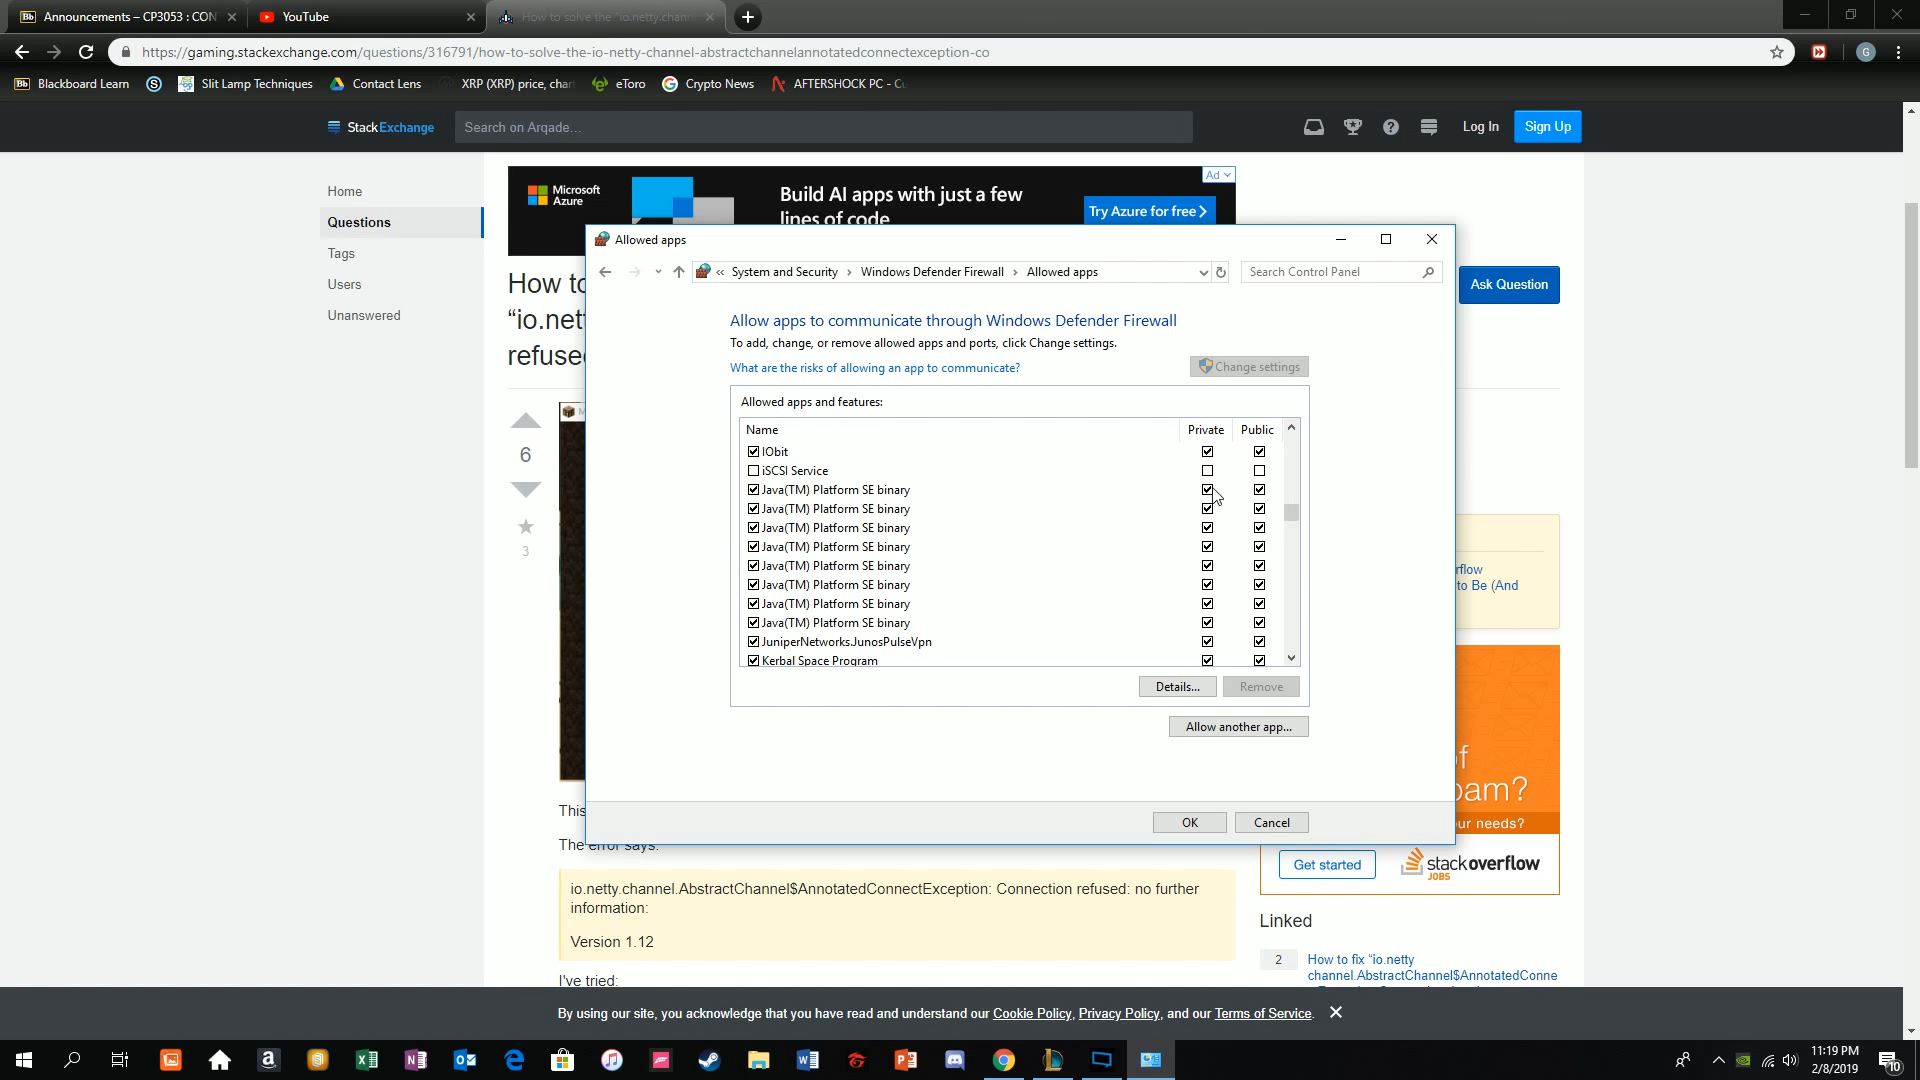 Bb Announcements – CP3053 : CON
YouTube
How to solve the "io.netty.chann
https://gaming.stackexchange.com/questions/316791/how-to-solve-the-io-netty-channel-abstractchannelannotatedconnectexception-co
G
Bb Blackboard Learn
S
Slit Lamp Techniques
Contact Lens
XRP (XRP) price, char
eToro
Crypto News
AFTERSHOCK PC - Cu
StackExchange
Search on Arqade...
Log In
Sign Up
Home
Questions
Tags
Users
Unanswered
Microsoft
Azure
Build AI apps with just a few
lines of code
Try Azure for free
Ad
How to
“io.net
refuse
Ask Question
6
3
Allowed apps
« System and Security › Windows Defender Firewall › Allowed apps
Search Control Panel
Allow apps to communicate through Windows Defender Firewall
To add, change, or remove allowed apps and ports, click Change settings.
What are the risks of allowing an app to communicate?
Change settings
Allowed apps and features:
Name Private Public
IObit
iSCSI Service
Java(TM) Platform SE binary
Java(TM) Platform SE binary
Java(TM) Platform SE binary
Java(TM) Platform SE binary
Java(TM) Platform SE binary
Java(TM) Platform SE binary
Java(TM) Platform SE binary
Java(TM) Platform SE binary
JuniperNetworks.JunosPulseVpn
Kerbal Space Program
Details...
Remove
Allow another app...
OK
Cancel
rflow
to Be (And
of
oam?
ur needs?
Get started
stackoverflow
JOBS
This
The error says:
io.netty.channel.AbstractChannel$AnnotatedConnectException: Connection refused: no further
information:
Version 1.12
I've tried:
Linked
2
How to fix “io.netty
channel.AbstractChannel$AnnotatedConne
By using our site, you acknowledge that you have read and understand our Cookie Policy, Privacy Policy, and our Terms of Service.
11:19 PM
2/8/2019
10